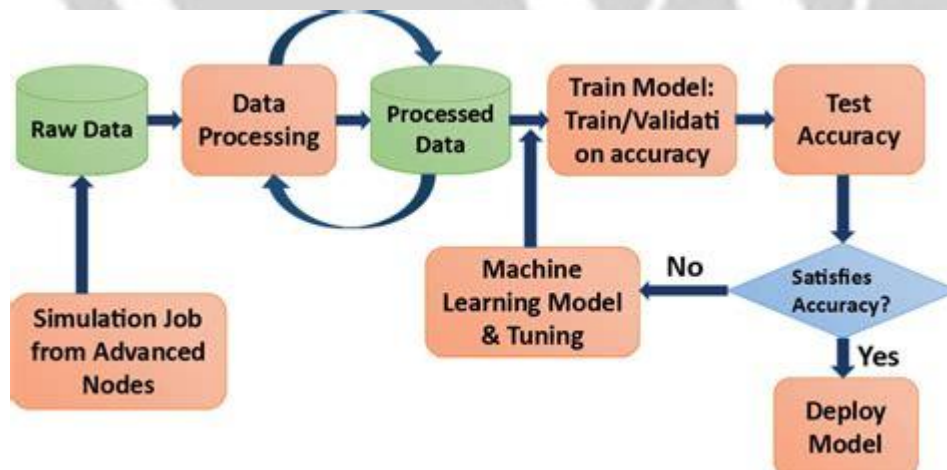 Raw Data
Data
Processing
Processed
Data
Train Model:
Train/Validati
on accuracy
Test
Accuracy
Simulation Job
from Advanced
Nodes
Machine
Learning Model
& Tuning
No
Satisfies
Accuracy?
Yes
Deploy
Model